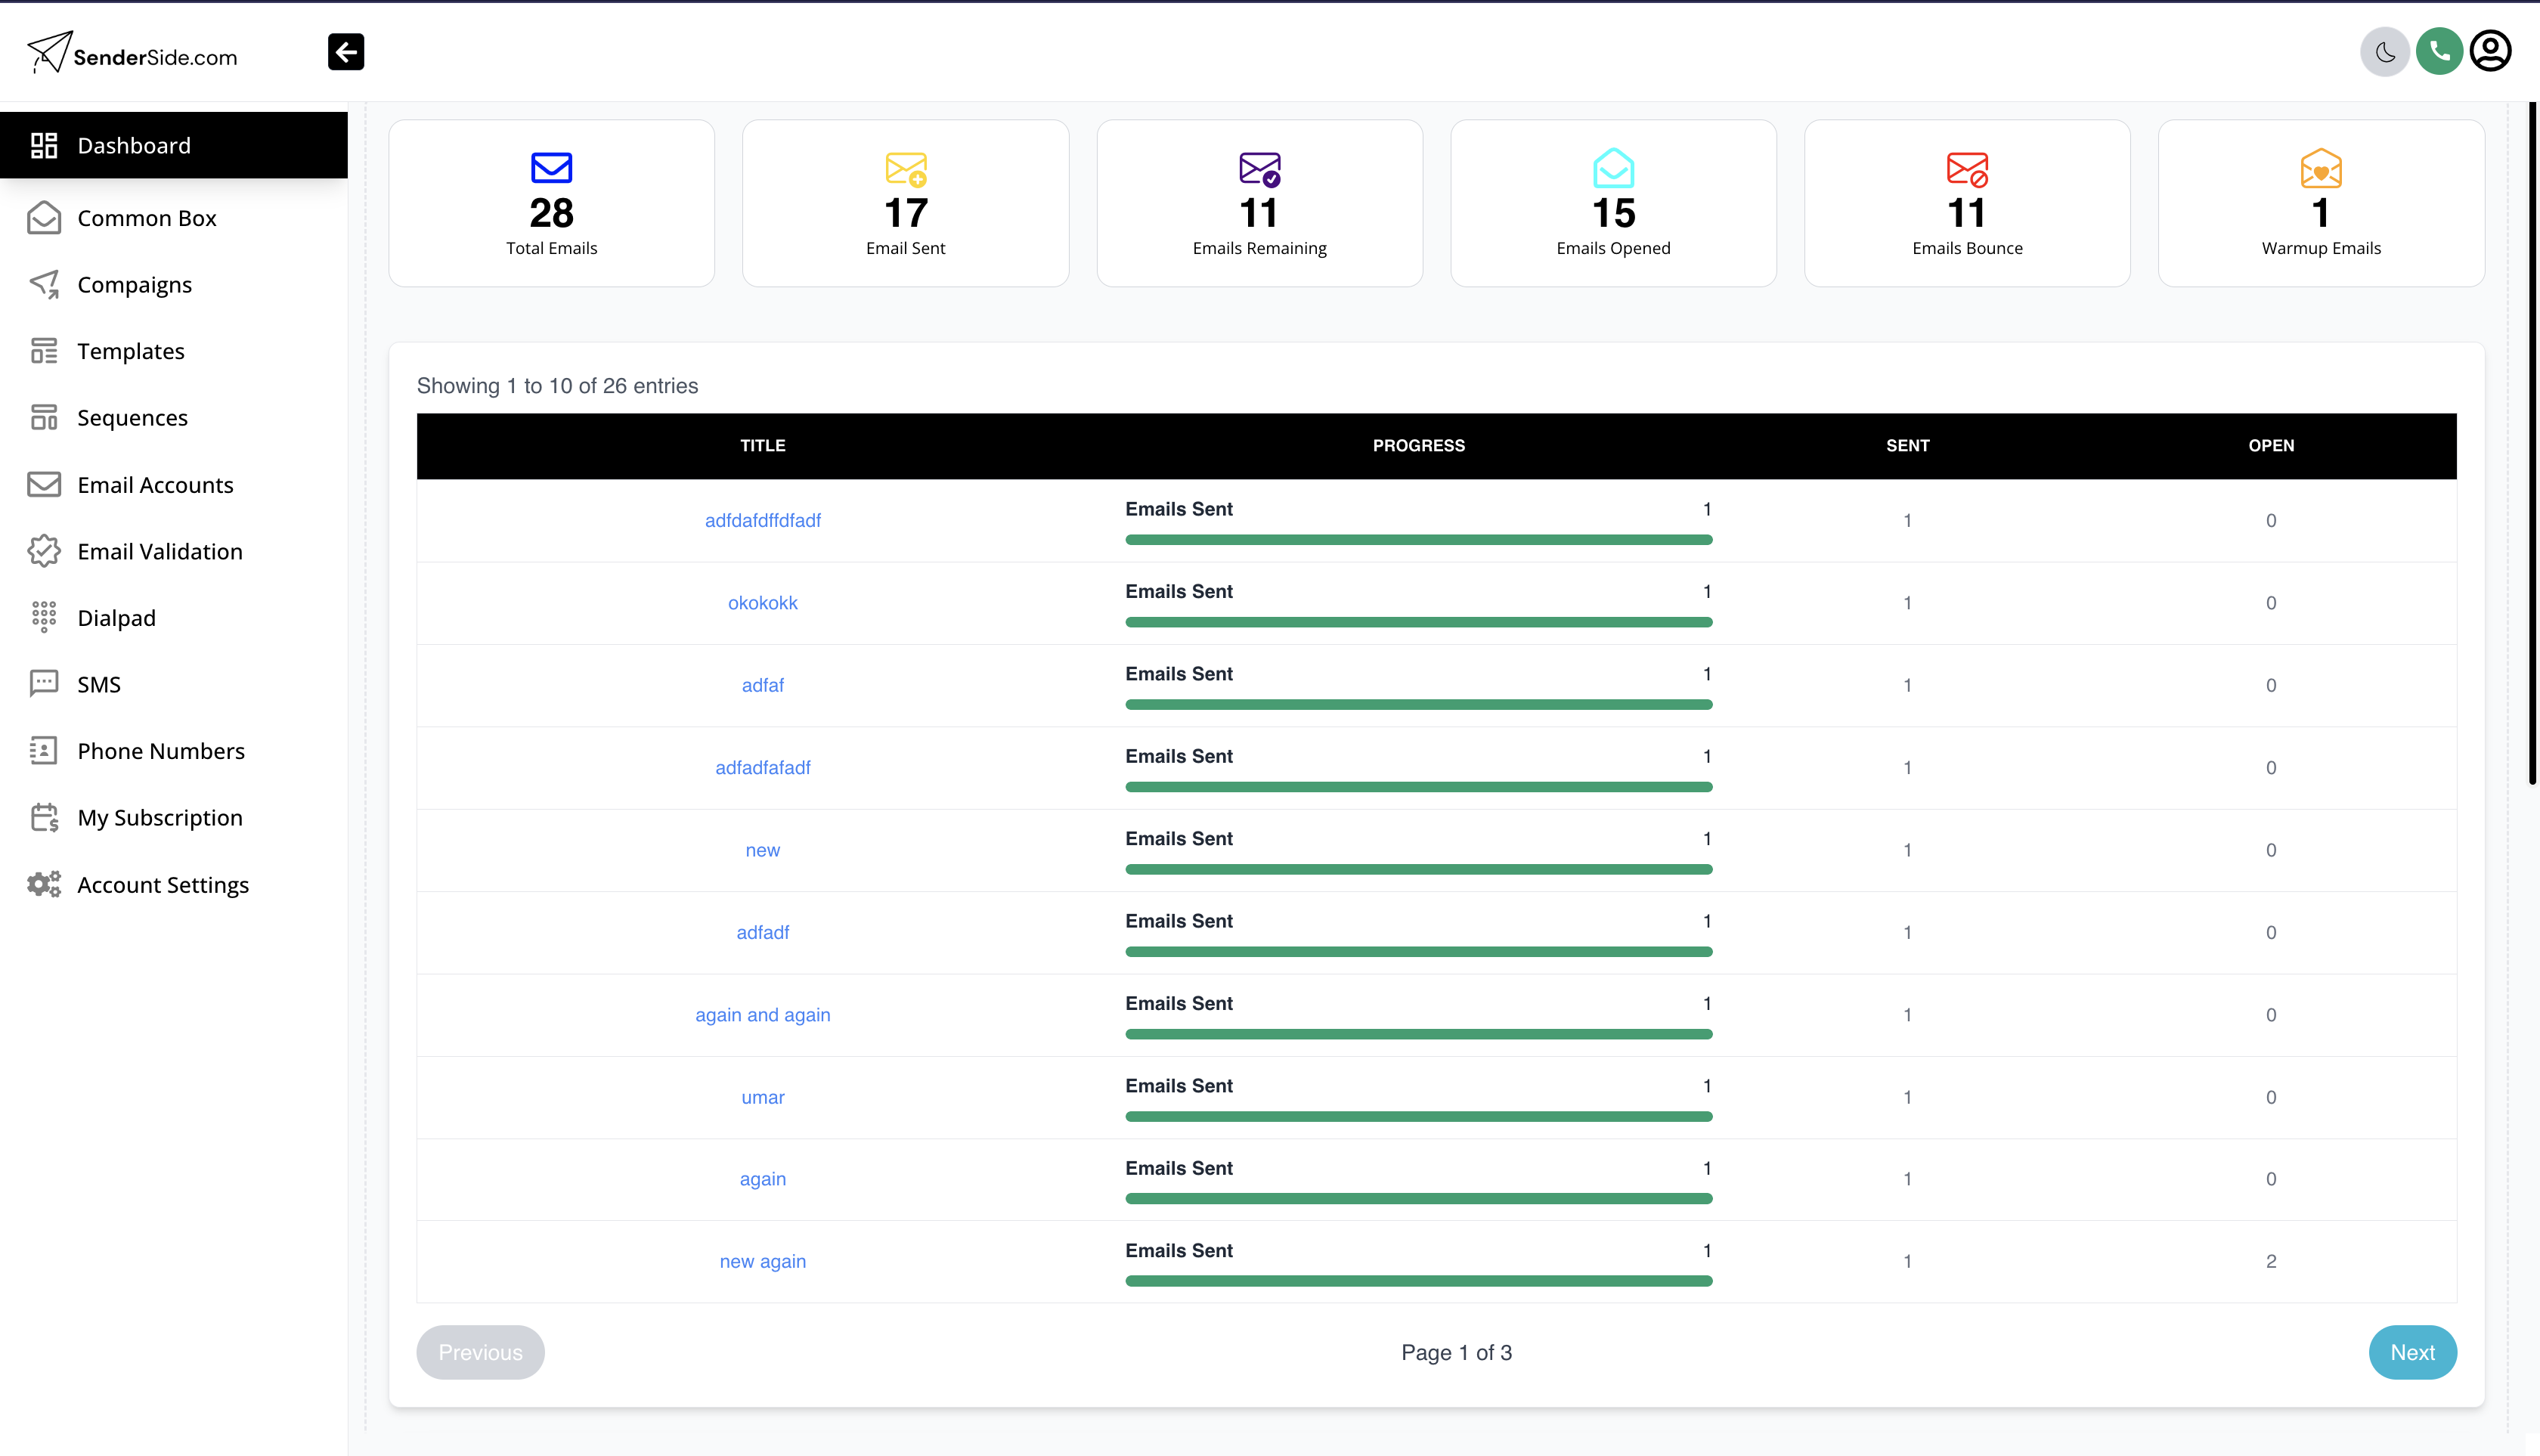 SenderSide.com
Dashboard
Common Box
Compaigns
Templates
Sequences
Email Accounts
Email Validation
Dialpad
SMS
Phone Numbers
My Subscription
Account Settings
28
Total Emails
17
Email Sent
11
Emails Remaining
15
Emails Opened
11
Emails Bounce
1
Warmup Emails
Showing 1 to 10 of 26 entries
TITLE PROGRESS SENT OPEN
adfdafdffdfadf Emails Sent 1 1 0
okokokk Emails Sent 1 1 0
adfaf Emails Sent 1 1 0
adfadfafadf Emails Sent 1 1 0
new Emails Sent 1 1 0
adfadf Emails Sent 1 1 0
again and again Emails Sent 1 1 0
umar Emails Sent 1 1 0
again Emails Sent 1 1 0
new again Emails Sent 1 1 2
Previous Page 1 of 3 Next